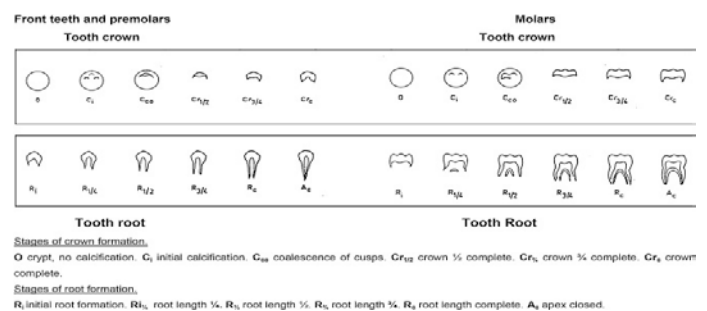 Front teeth and premolars Molars
Tooth crown Tooth crown
O Ci Cco Cr1/2 Cr3/4 Crc O Ci Cco Cr1/2 Cr3/4 Crc
Ri R1/4 R1/2 R3/4 Rc Ac Ri R1/4 R1/2 R3/4 Rc Ac
Tooth root Tooth Root
Stages of crown formation.
O crypt, no calcification. Ci initial calcification. Cco coalescence of cusps. Cr1/2 crown ½ complete. Cr¾ crown ¾ complete. Crc crown
complete.
Stages of root formation.
Ri initial root formation. Ri¼ root length ¼. R½ root length ½. R¾ root length ¾. Rc root length complete. Ac apex closed.